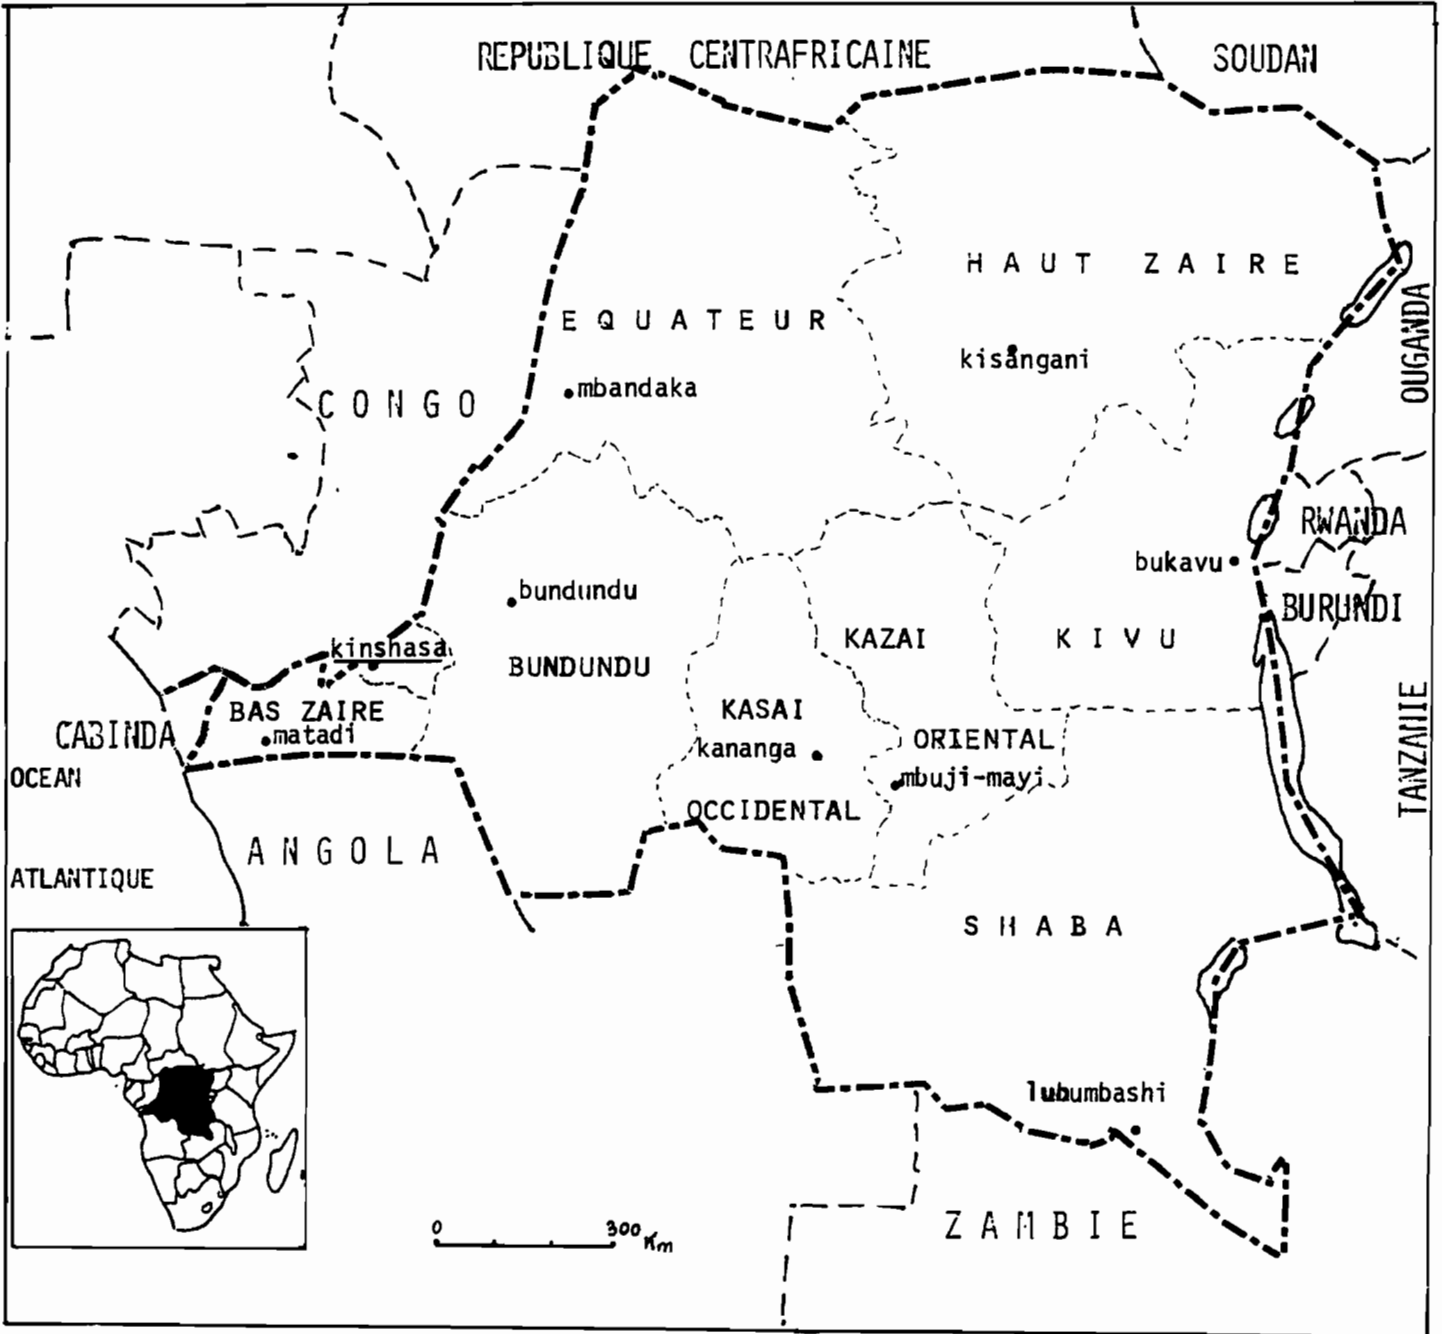 REPUBLIQUE CENTRAFRICAINE
SOUDAN
HAUT ZAIRE
EQUATEUR
OUGANDA
kisangani
mbandaka
CONGO
RWANDA
bukavu
bundundu
BURUNDI
KAZAI
KIVU
kinshasa
BUNDUNDU
BAS ZAIRE
KASAI
CABINDA
matadi
kananga
ORIENTAL
TANZANIE
OCEAN
mbuji-mayi
OCCIDENTAL
ANGOLA
ATLANTIQUE
SHABA
lubumbashi
ZAMBIE
0 300 Km